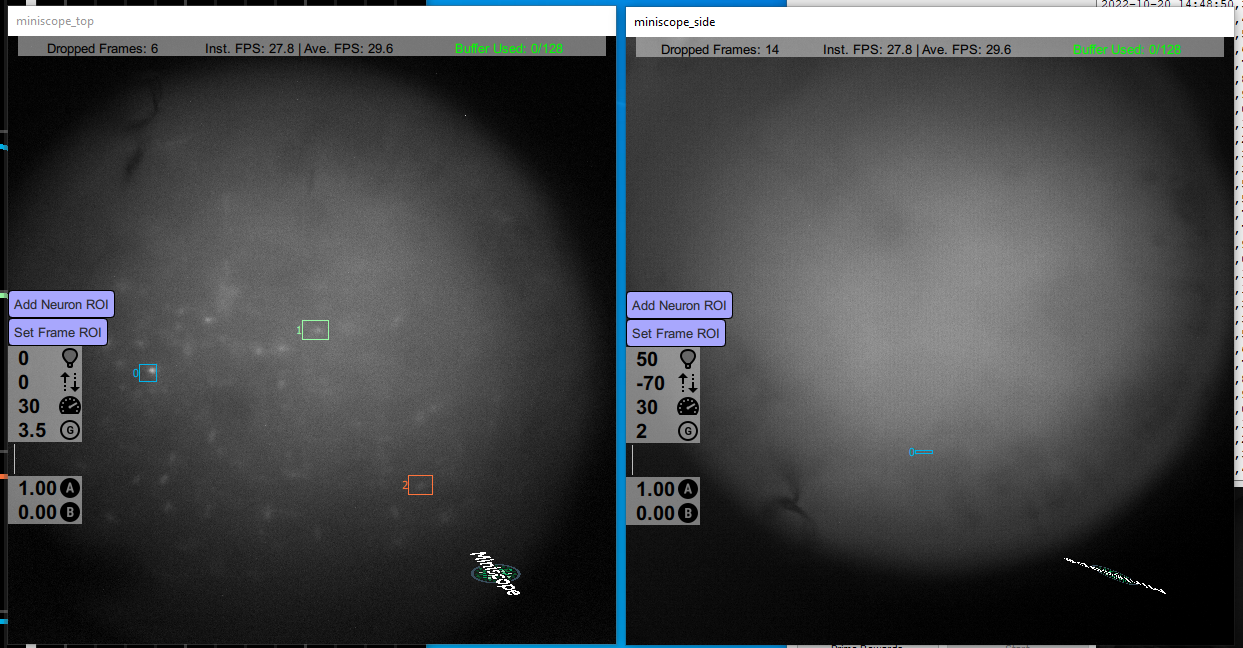 miniscope_top
Dropped Frames: 6 Inst. FPS: 27.8 | Ave. FPS: 29.6 Buffer Used: 0/128
Add Neuron ROI
Set Frame ROI
0
0
30
3.5 G
1.00 A
0.00 B
0
1
2
Miniscope
miniscope_side
Dropped Frames: 14 Inst. FPS: 27.8 | Ave. FPS: 29.6 Buffer Used: 0/128
Add Neuron ROI
Set Frame ROI
50
-70
30
2 G
1.00 A
0.00 B
0
2022-10-20 14:48:50